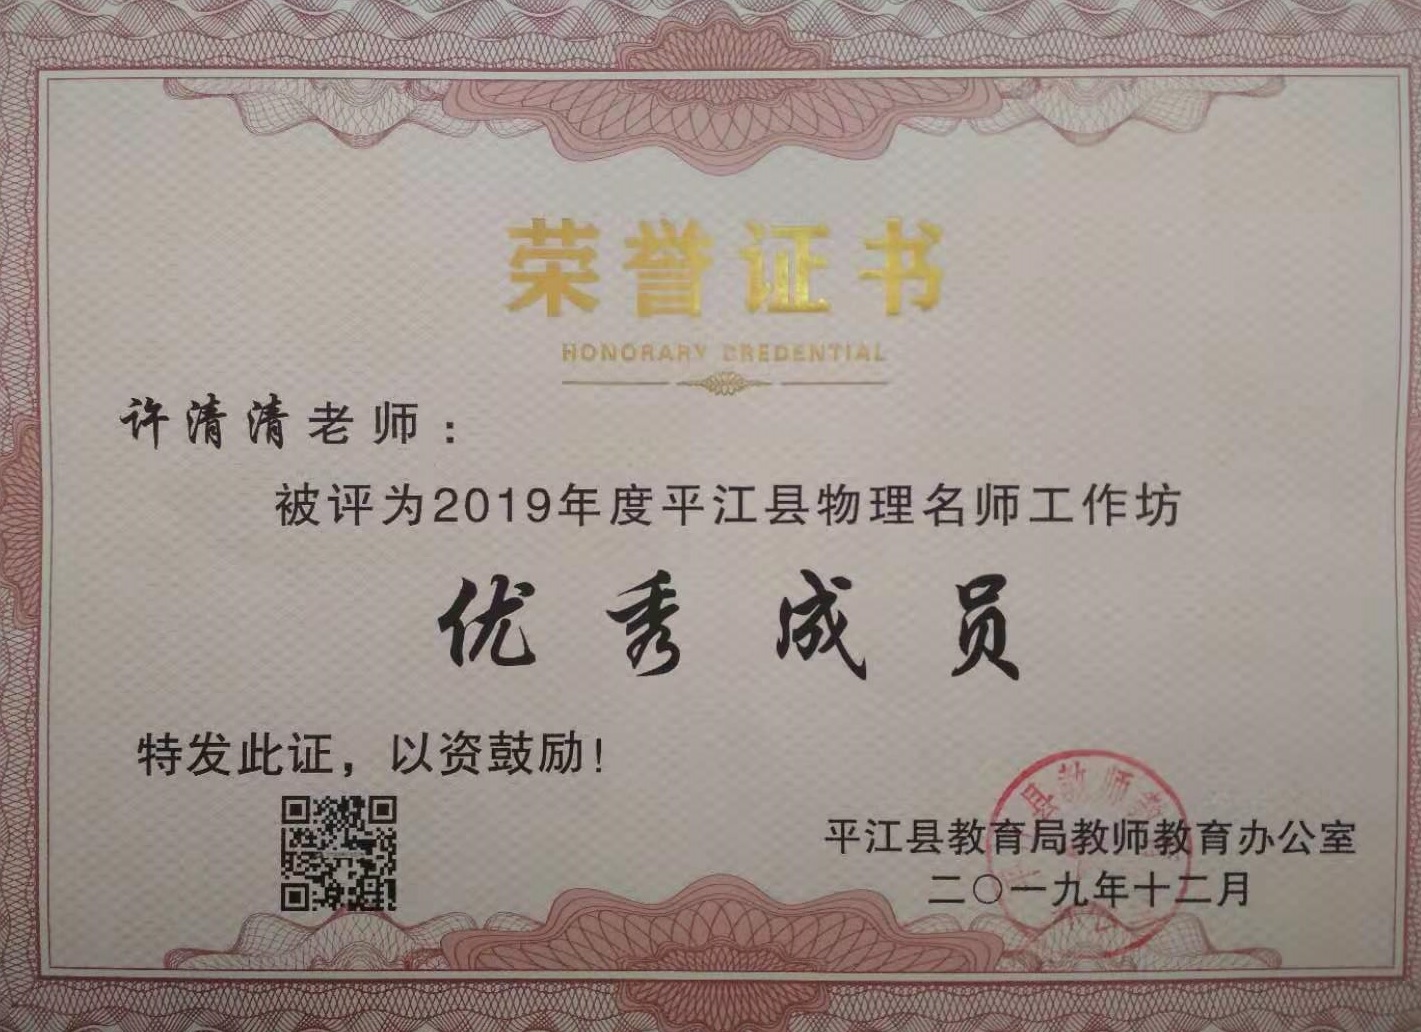 荣誉证书
HONORARY CREDENTIAL
许清清老师:
被评为2019年度平江县物理名师工作坊
优秀成员
特发此证，以资鼓励!
平江县教育局教师教育办公室
二〇一九年十二月